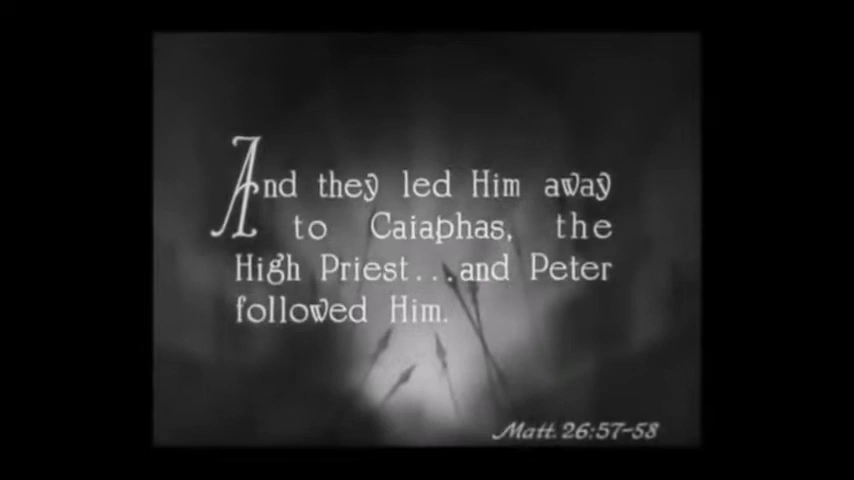 And they led Him away
to Caiaphas, the
High Priest...and Peter
followed Him.
Matt. 26:57-58